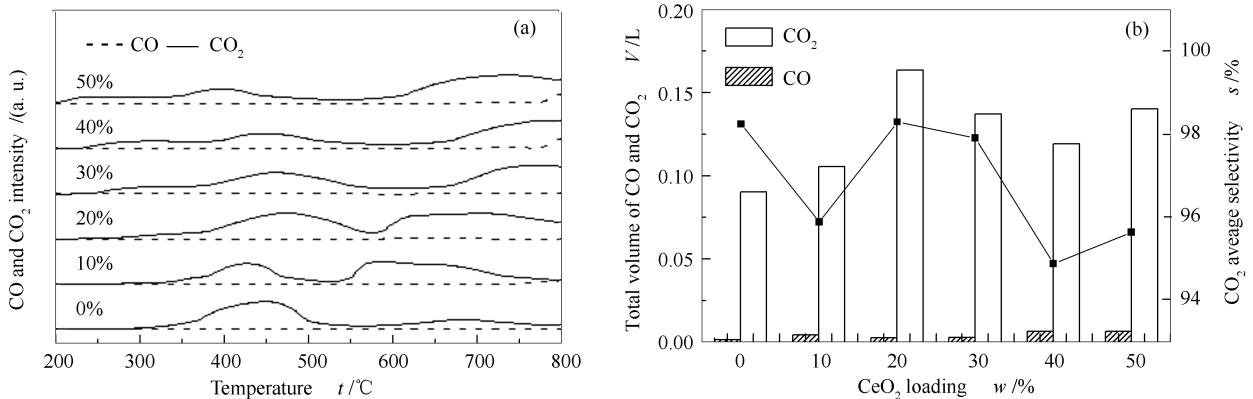 (a)
CO CO2
50%
40%
30%
20%
10%
0%
200 300 400 500 600 700 800
Temperature t /℃
CO and CO2 intensity /(a. u.)
(b)
CO2
CO
0.20
0.15
0.10
0.05
0.00
100
98
96
94
0 10 20 30 40 50
CeO2 loading w /%
Total volume of CO and CO2 V /L
CO2 aveage selectivity s /%